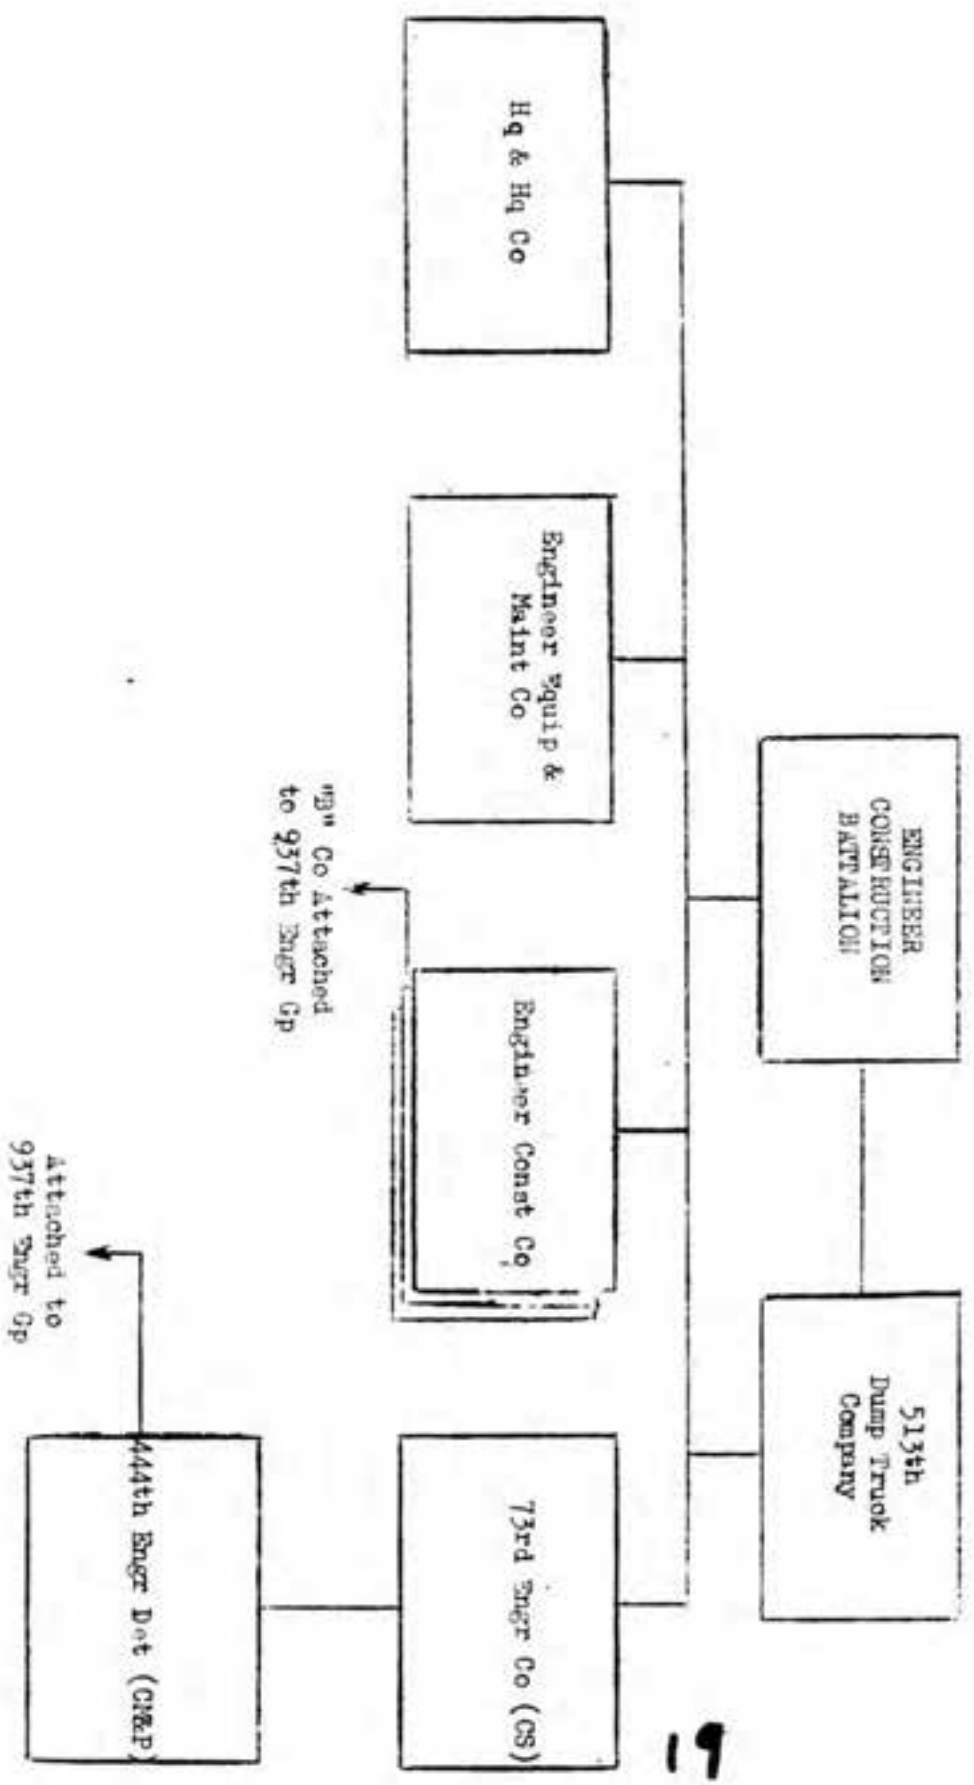 ENGINEER
CONSTRUCTION
BATTALION
513th
Dump Truck
Company
Hq & Hq Co
Engineer Equip &
Maint Co
Engineer Const Co
73rd Engr Co (CS)
"B" Co Attached
to 937th Engr Gp
444th Engr Det (CM&P)
Attached to
937th Engr Gp
19